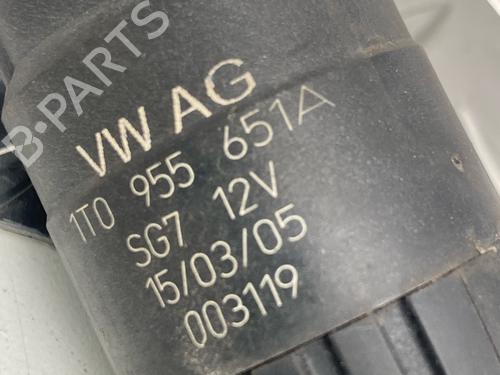 B-PARTS
VW AG
1T0 955 651A
SG7 12V
15/03/05
003119